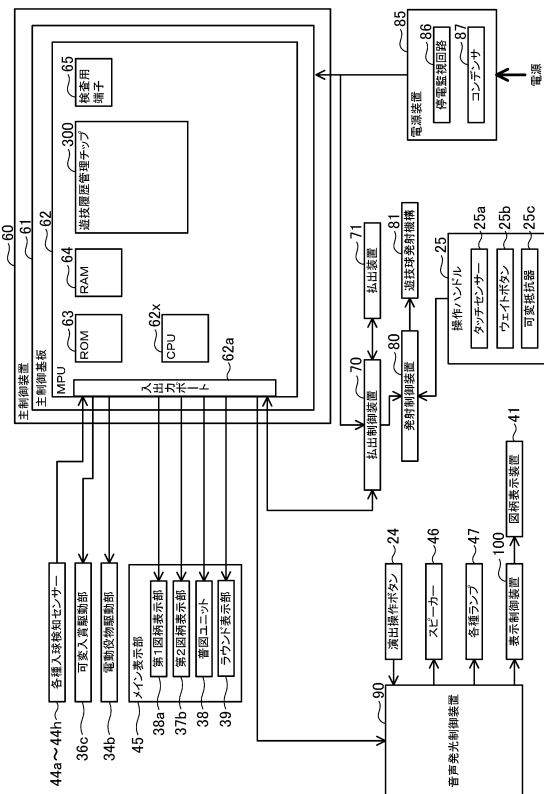 60
主制御装置
61
主制御基板
62
MPU
63
ROM
64
RAM
300
遊技履歴管理チップ
65
検査用
端子
62x
CPU
62a
入出力ポート
44a～44h
各種入球検知センサー
36c
可変入賞駆動部
34b
電動役物駆動部
45
メイン表示部
38a
第1図柄表示部
37b
第2図柄表示部
38
普図ユニット
39
ラウンド表示部
70
払出制御装置
71
払出装置
80
発射制御装置
81
遊技球発射機構
85
電源装置
86
停電監視回路
87
コンデンサ
電源
25
操作ハンドル
25a
タッチセンサー
25b
ウェイトボタン
25c
可変抵抗器
90
音声発光制御装置
24
演出操作ボタン
46
スピーカー
47
各種ランプ
100
表示制御装置
41
図柄表示装置